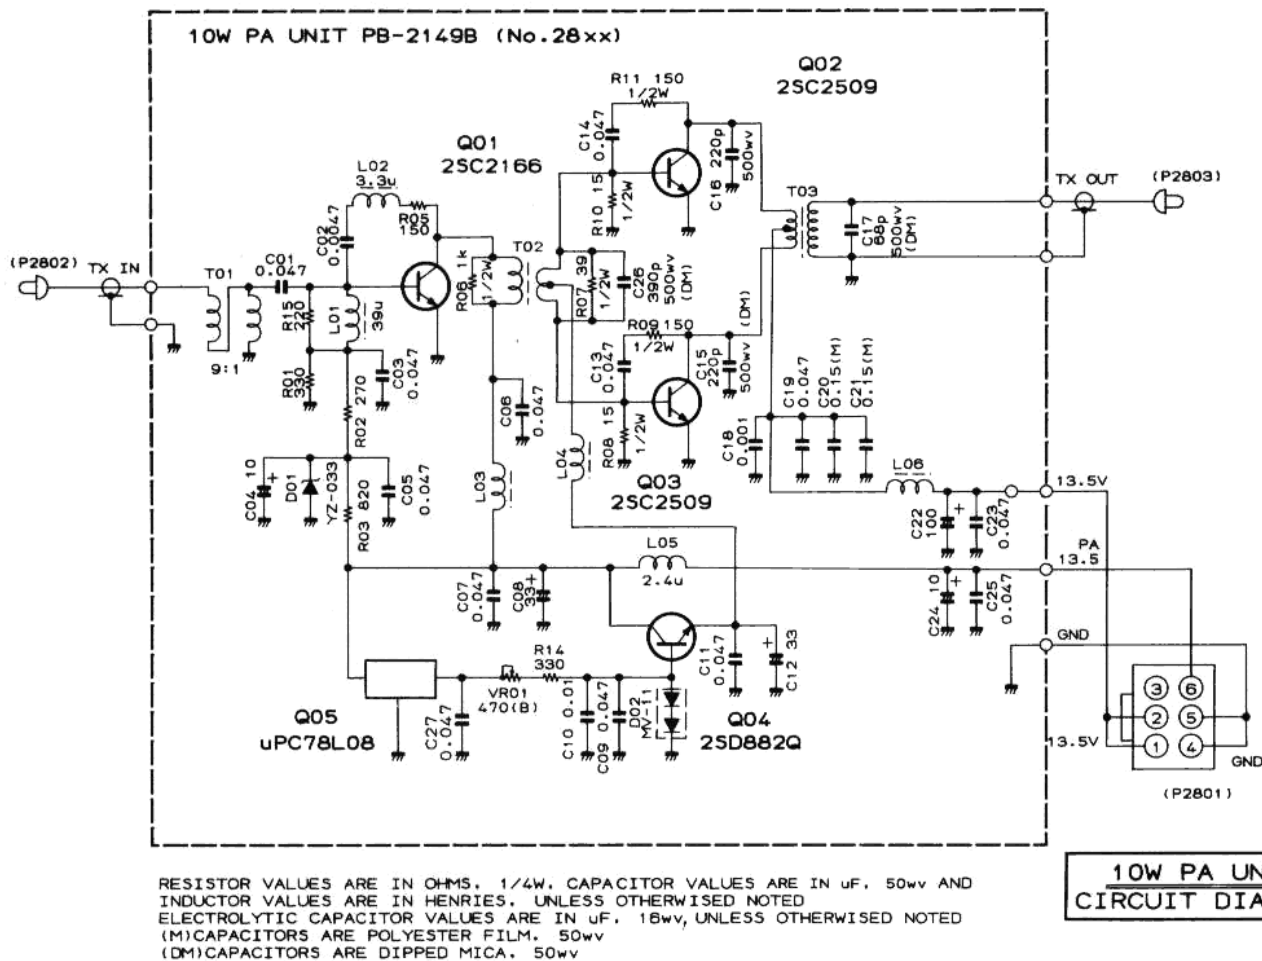 10W PA UNIT PB-2149B (No.28xx)
Q02
2SC2509
R11 150
1/2W
C14
0.047
Q01
2SC2166
C16 220p
500wv
R10 15
1/2W
L02
3.3u
R05
150
C02
0.0047
(P2802)
TX IN
T01
C01
0.047
9:1
R15
220
L01
39u
R01
330
C03
0.047
R02 270
R06 1k
1/2W
T02
R07 39
1/2W
C26
390p
500wv
(DM)
T03
C17
68p
500wv
(DM)
TX OUT
(P2803)
R09 150
1/2W
(DM)
C13
0.047
C15
220p
500wv
R08 15
1/2W
Q03
2SC2509
C06
0.047
L03
L04
C18
0.001
C19
0.047
C20
0.15(M)
C21
0.15(M)
L06
13.5V
C22
100
+
C23
0.047
C04 10
+
D01
YZ-033
C05
0.047
R03 820
L05
2.4u
PA
13.5
C07
0.047
C08
33+
C24 10
+
C25
0.047
GND
C11
0.047
+
C12 33
R14
330
VR01
470(B)
Q05
uPC78L08
C27
0.047
C10 0.01
C09 0.047
D02
MV-11
Q04
2SD882Q
3 6
2 5
1 4
13.5V
GND
(P2801)
RESISTOR VALUES ARE IN OHMS. 1/4W. CAPACITOR VALUES ARE IN uF. 50wv AND
INDUCTOR VALUES ARE IN HENRIES. UNLESS OTHERWISED NOTED
ELECTROLYTIC CAPACITOR VALUES ARE IN uF. 16wv, UNLESS OTHERWISED NOTED
(M)CAPACITORS ARE POLYESTER FILM. 50wv
(DM)CAPACITORS ARE DIPPED MICA. 50wv
10W PA UN
CIRCUIT DIA